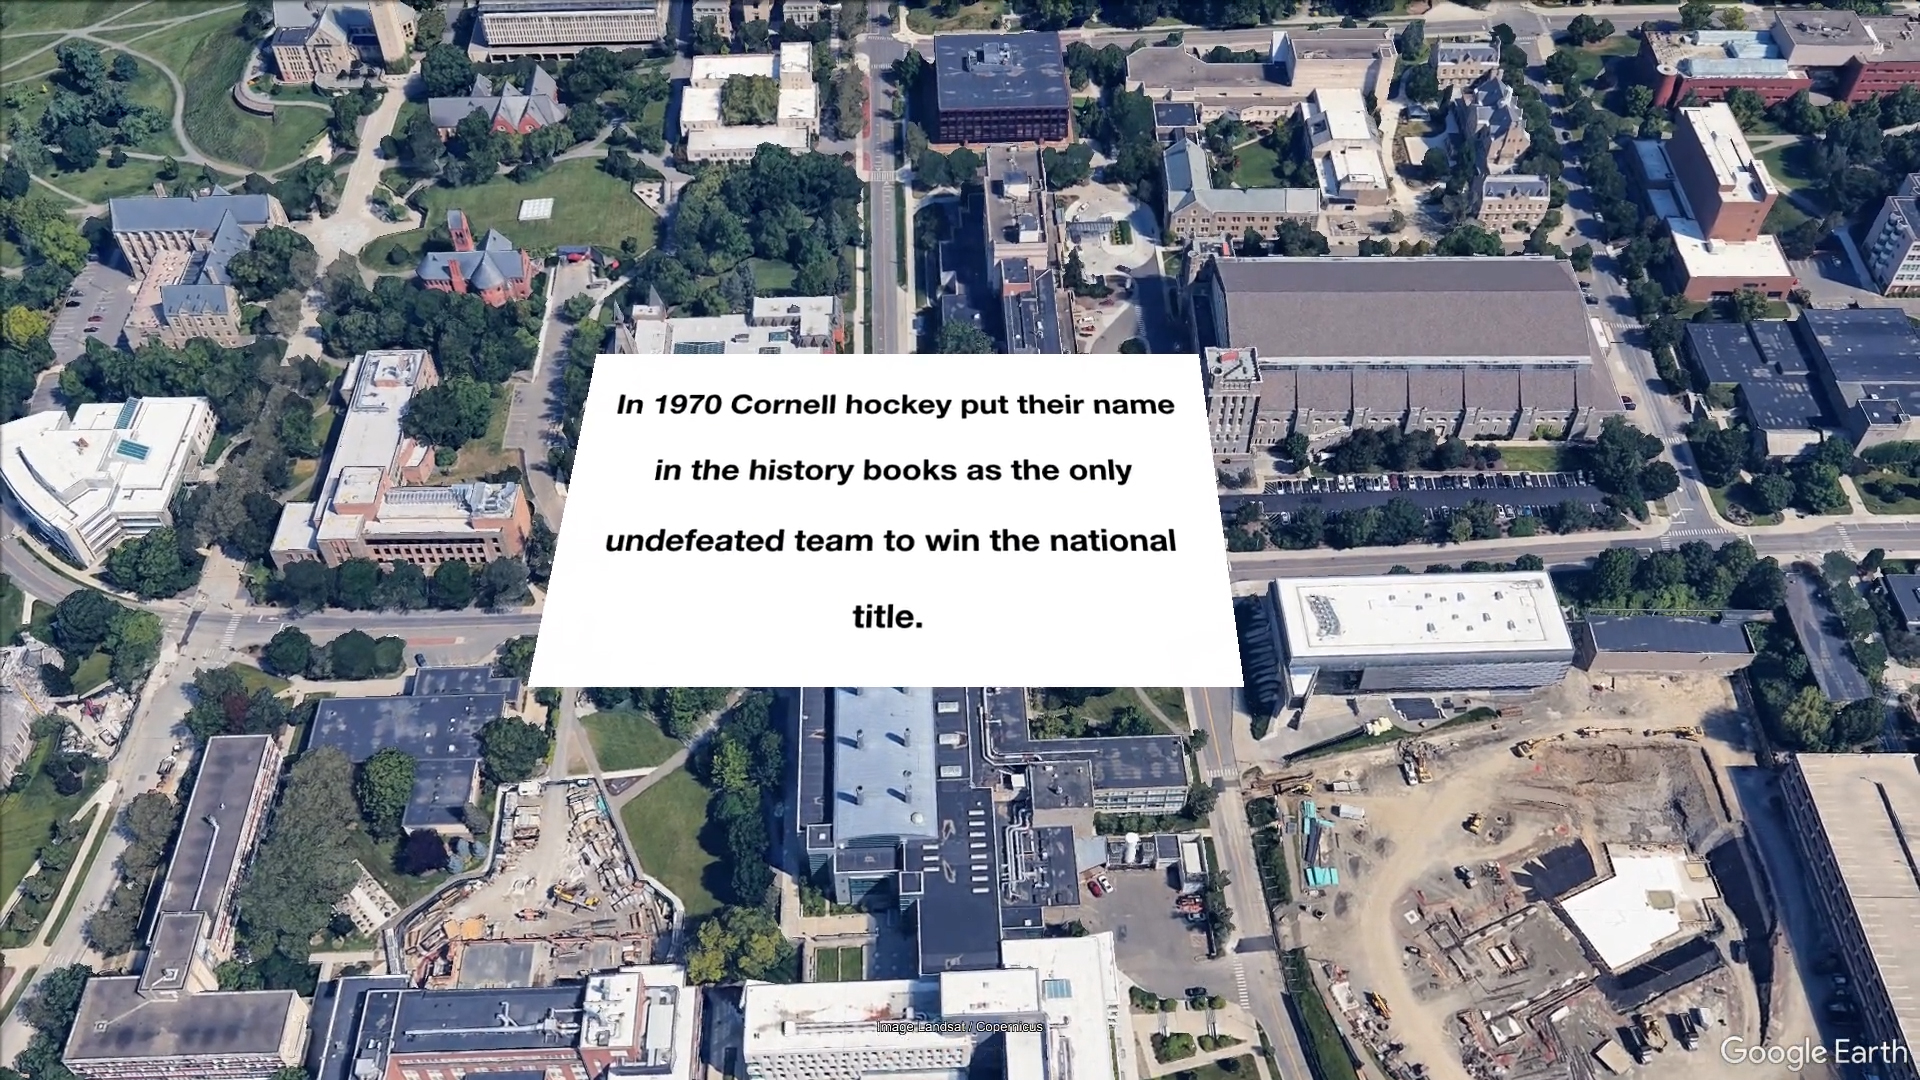 In 1970 Cornell hockey put their name
in the history books as the only
undefeated team to win the national
title.
Image Landsat / Copernicus
Google Earth